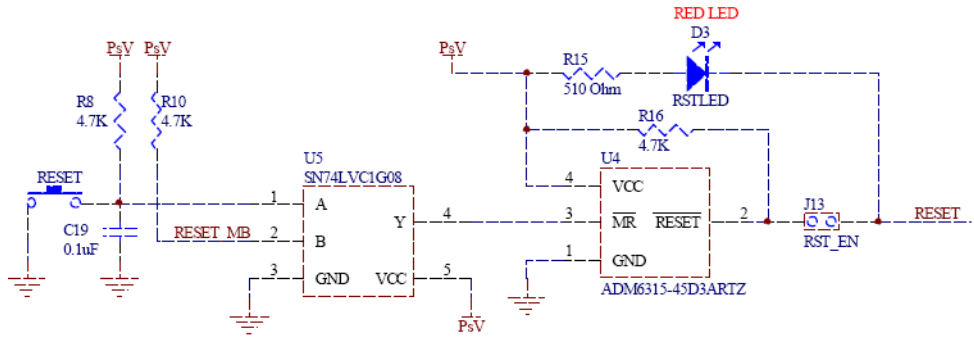 RED LED
D3
PsV PsV PsV
R15
510 Ohm
RSTLED
R8
4.7K
R10
4.7K
R16
4.7K
U5
SN74LVC1G08
U4
RESET
1 A
Y 4
2 B
RESET_MB
3 GND
VCC 5
C19
0.1uF
PsV
4 VCC
3 MR RESET 2
1 GND
ADM6315-45D3ARTZ
J13
RST_EN
RESET